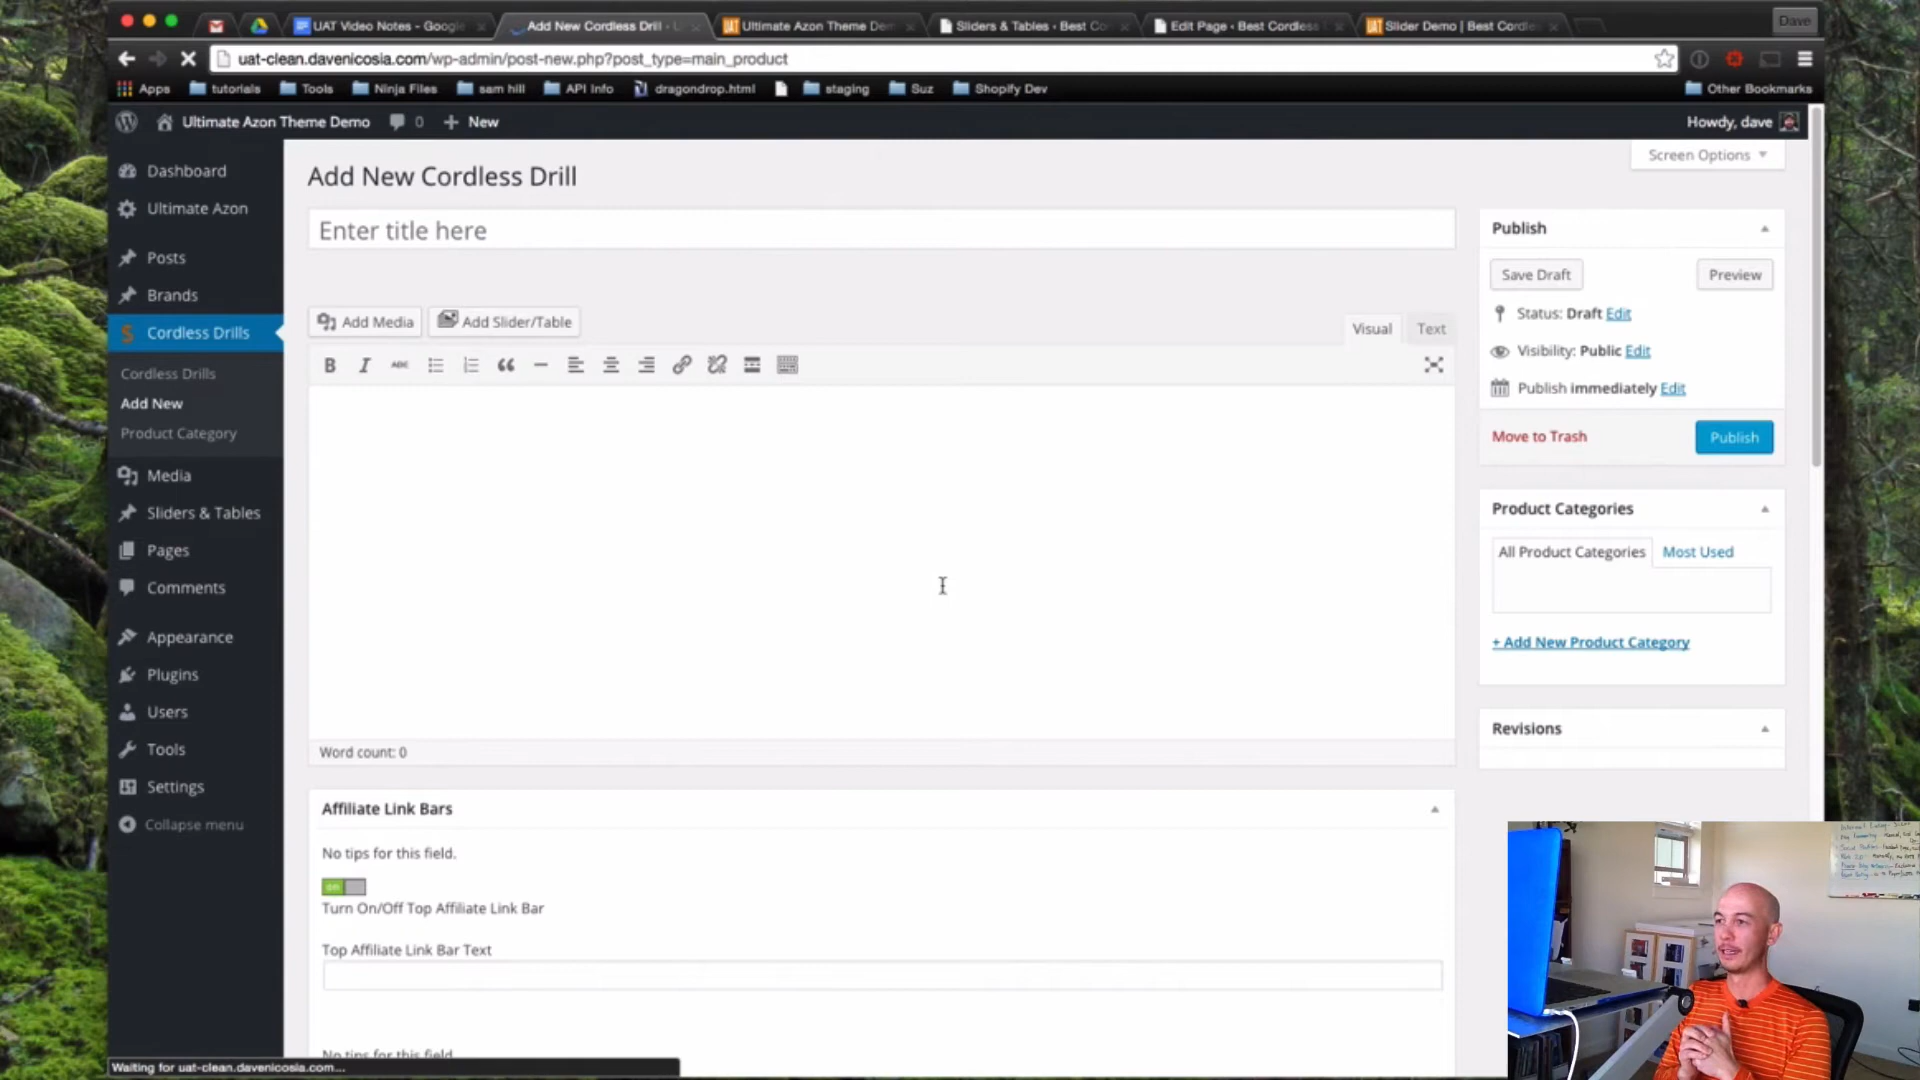 UAT Video Notes - Google
Add New Cordless Drill
Ultimate Azon Theme Dem
Sliders & Tables ‹ Best Co
Edit Page ‹ Best Cordless
Slider Demo | Best Cordle
Dave
uat-clean.davenicosia.com/wp-admin/post-new.php?post_type=main_product
Apps
tutorials
Tools
Ninja Files
sam hill
API Info
dragondrop.html
staging
Suz
Shopify Dev
Other Bookmarks
Ultimate Azon Theme Demo
0
New
Howdy, dave
Screen Options
Dashboard
Ultimate Azon
Posts
Brands
Cordless Drills
Cordless Drills
Add New
Product Category
Media
Sliders & Tables
Pages
Comments
Appearance
Plugins
Users
Tools
Settings
Collapse menu
Add New Cordless Drill
Enter title here
Add Media
Add Slider/Table
Visual
Text
B I ABC
Word count: 0
Affiliate Link Bars
No tips for this field.
on
Turn On/Off Top Affiliate Link Bar
Top Affiliate Link Bar Text
No tips for this field.
Publish
Save Draft
Preview
Status: Draft Edit
Visibility: Public Edit
Publish immediately Edit
Move to Trash
Publish
Product Categories
All Product Categories
Most Used
+ Add New Product Category
Revisions
Waiting for uat-clean.davenicosia.com...